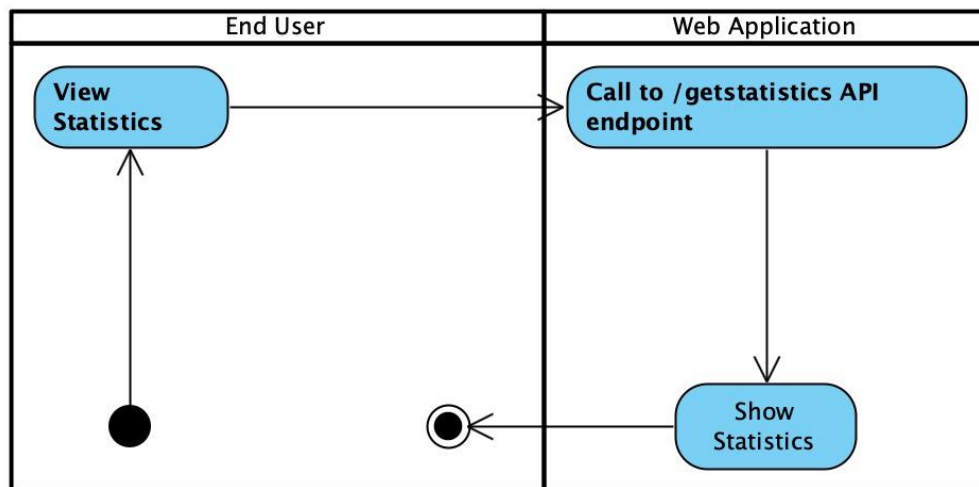 End User
Web Application
View
Statistics
Call to /getstatistics API
endpoint
Show
Statistics